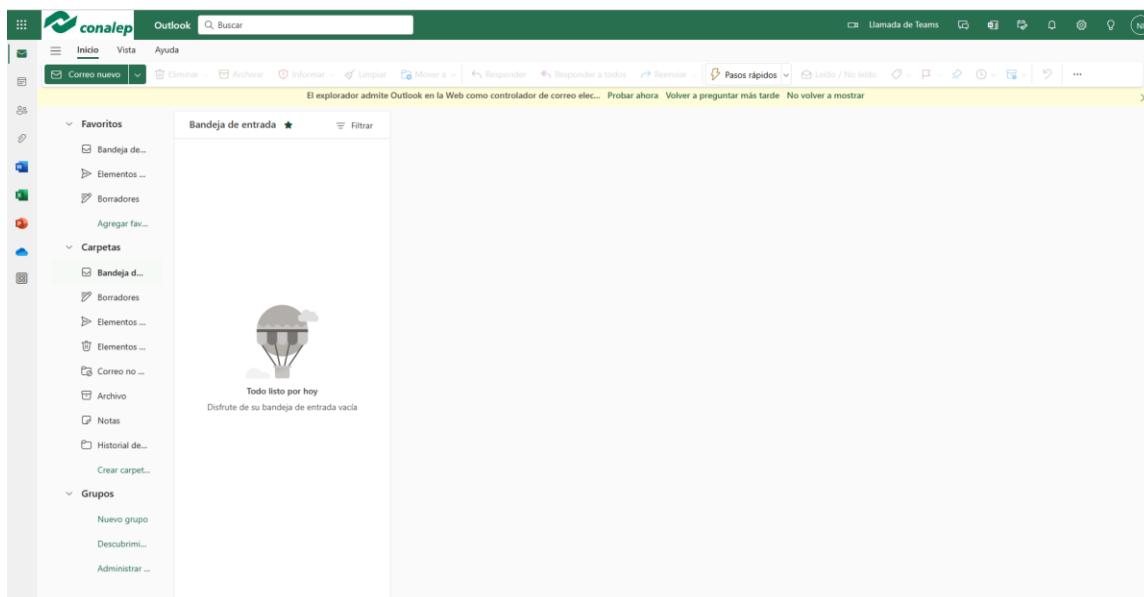 conalep Outlook Buscar Llamada de Teams NI
Inicio Vista Ayuda
Correo nuevo Eliminar Archivar Informar Limpiar Mover a Responder Responder a todos Reenviar Pasos rápidos Leído / No leído ...
El explorador admite Outlook en la Web como controlador de correo elec... Probar ahora Volver a preguntar más tarde No volver a mostrar
Favoritos
Bandeja de...
Elementos ...
Borradores
Agregar fav...
Carpetas
Bandeja d...
Borradores
Elementos ...
Elementos ...
Correo no ...
Archivo
Notas
Historial de...
Crear carpet...
Grupos
Nuevo grupo
Descubrimi...
Administrar ...
Bandeja de entrada Filtrar
Todo listo por hoy
Disfrute de su bandeja de entrada vacía